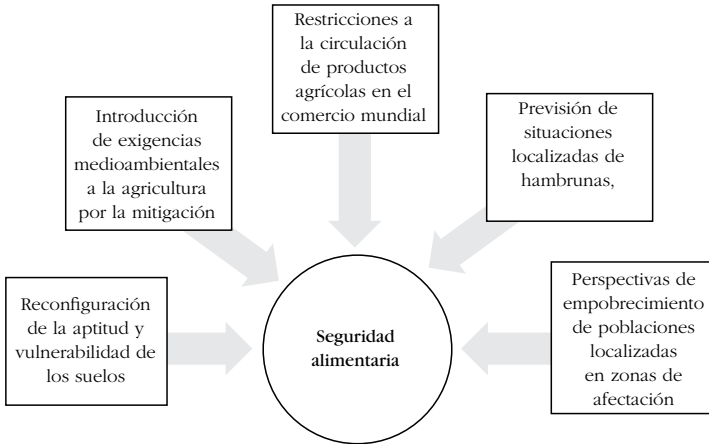 Restricciones a
la circulación
de productos
agrícolas en el
comercio mundial
Introducción
de exigencias
medioambientales
a la agricultura
por la mitigación
Previsión de
situaciones
localizadas de
hambrunas,
Reconfiguración
de la aptitud y
vulnerabilidad de
los suelos
Seguridad
alimentaria
Perspectivas de
empobrecimiento
de poblaciones
localizadas
en zonas de
afectación